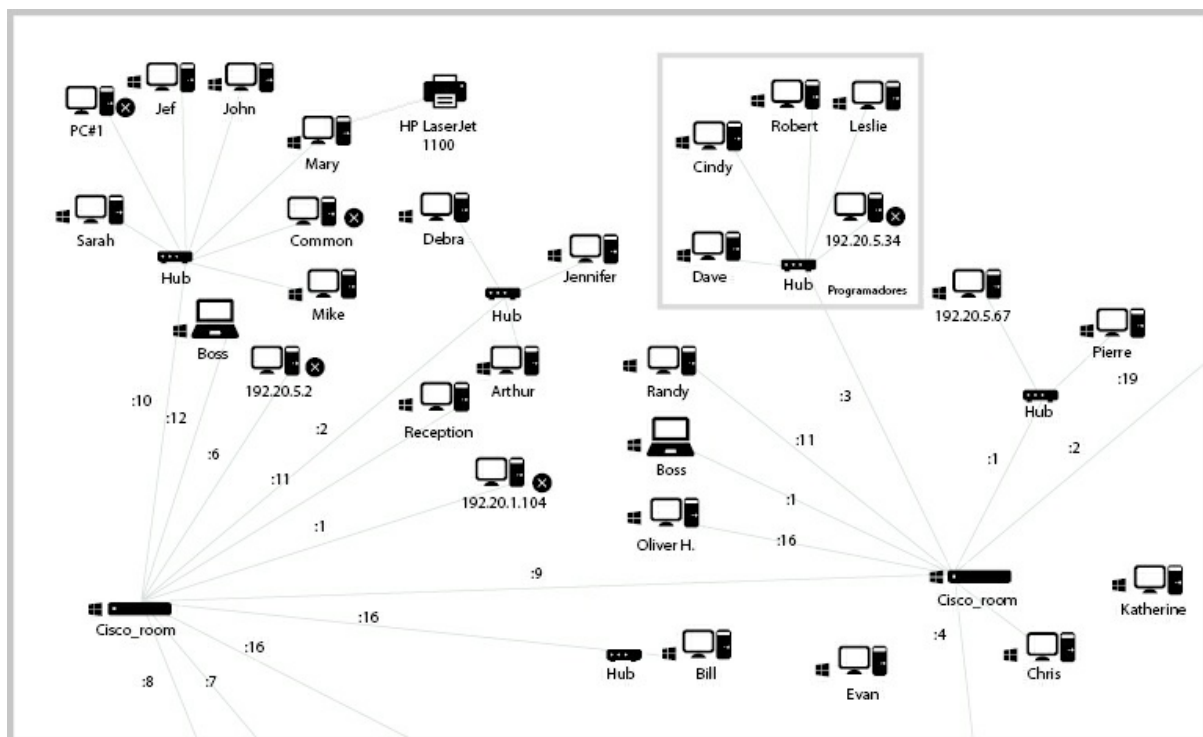 Jef
John
PC#1
HP LaserJet
1100
Mary
Robert
Leslie
Cindy
Sarah
Common
Debra
192.20.5.34
Hub
Jennifer
Dave
Hub
Programadores
Mike
Hub
192.20.5.67
Boss
Pierre
192.20.5.2
Arthur
Randy
:19
:10
:3
Hub
:12
:2
Reception
:11
:6
Boss
:2
:11
:1
192.20.1.104
:1
:1
Oliver H.
:16
:9
Cisco_room
Katherine
:16
Cisco_room
:16
:4
:8
:7
Hub
Bill
Evan
Chris